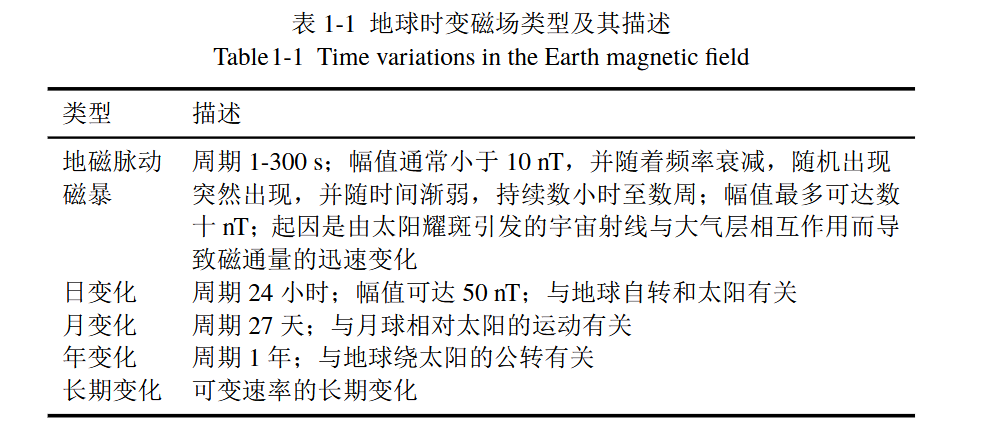 表 1-1 地球时变磁场类型及其描述
Table 1-1 Time variations in the Earth magnetic field
类型 描述
地磁脉动 周期 1-300 s；幅值通常小于 10 nT，并随着频率衰减，随机出现
磁暴 突然出现，并随时间渐弱，持续数小时至数周；幅值最多可达数
十 nT；起因是由太阳耀斑引发的宇宙射线与大气层相互作用而导
致磁通量的迅速变化
日变化 周期 24 小时；幅值可达 50 nT；与地球自转和太阳有关
月变化 周期 27 天；与月球相对太阳的运动有关
年变化 周期 1 年；与地球绕太阳的公转有关
长期变化 可变速率的长期变化